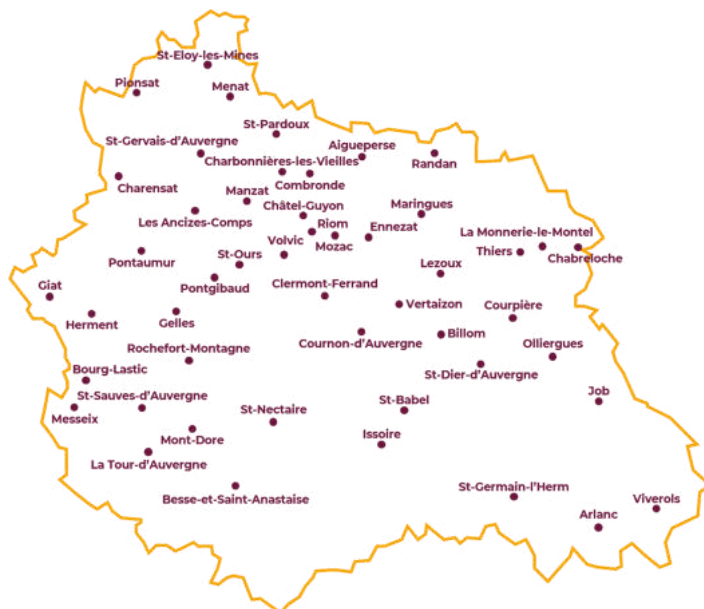 St-Eloy-les-Mines
Pionsat
Menat
St-Pardoux
St-Gervais-d'Auvergne
Aigueperse
Charbonnières-les-Vieilles
Randan
Charensat
Combronde
Manzat
Châtel-Guyon
Maringues
Les Ancizes-Comps
Riom
Ennezat
La Monnerie-le-Montel
Volvic
Mozac
Thiers
Chabreloche
Pontaumur
St-Ours
Lezoux
Giat
Pontgibaud
Clermont-Ferrand
Vertaizon
Courpière
Herment
Gelles
Cournon-d'Auvergne
Billom
Olliergues
Rochefort-Montagne
Bourg-Lastic
St-Dier-d'Auvergne
St-Sauves-d'Auvergne
St-Babel
Job
Messeix
St-Nectaire
Mont-Dore
Issoire
La Tour-d'Auvergne
Besse-et-Saint-Anastaise
St-Germain-l'Herm
Viverols
Arlanc